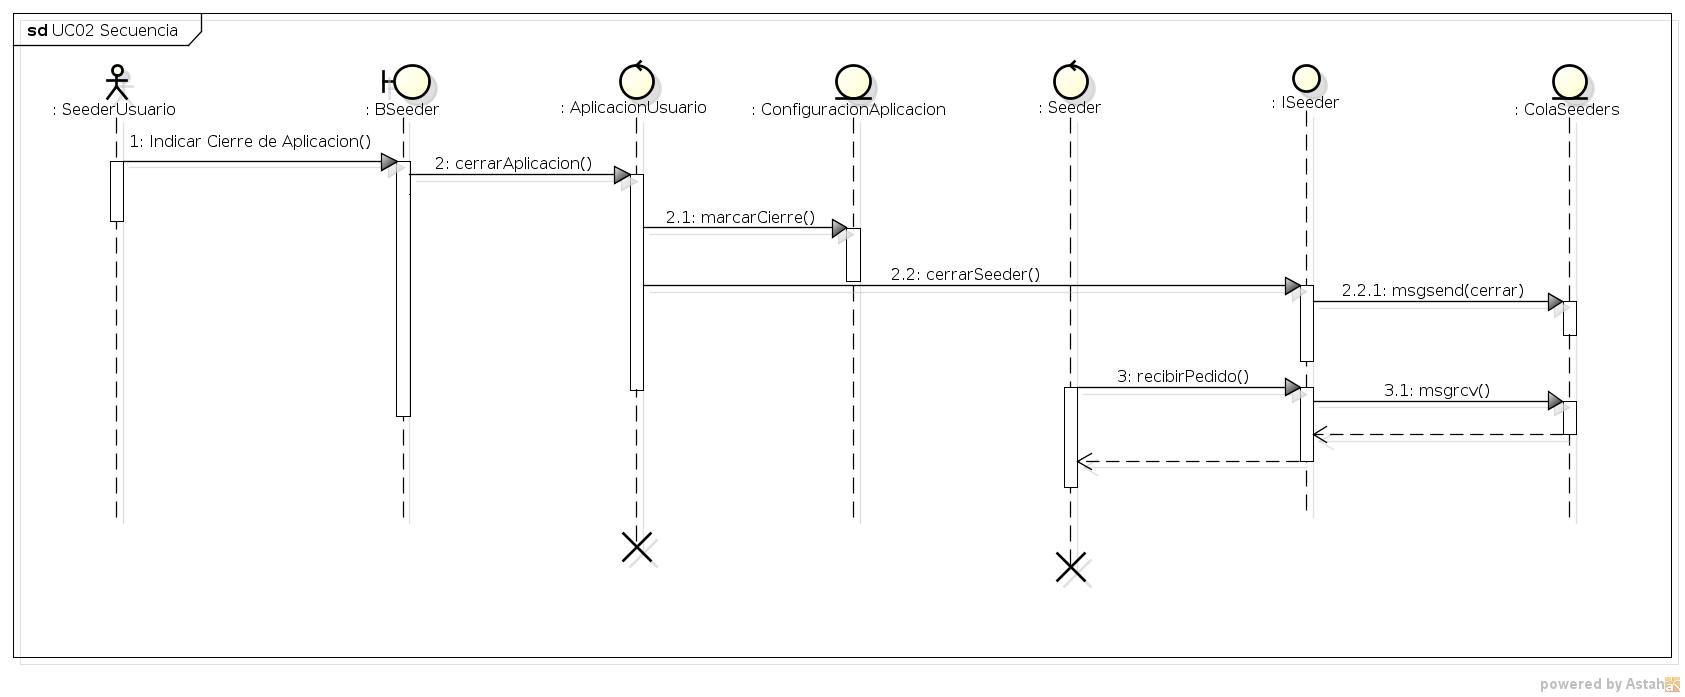 sd UC02 Secuencia
: SeederUsuario
: BSeeder
: AplicacionUsuario
: ConfiguracionAplicacion
: Seeder
: ISeeder
: ColaSeeders
1: Indicar Cierre de Aplicacion()
2: cerrarAplicacion()
2.1: marcarCierre()
2.2: cerrarSeeder()
2.2.1: msgsend(cerrar)
3: recibirPedido()
3.1: msgrcv()
powered by Astah